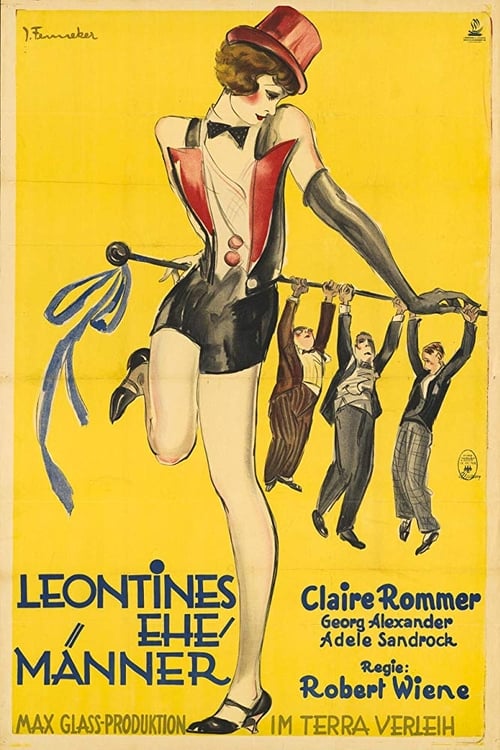 J. Fenneker
LEONTINES
EHE/
MÄNNER
Claire Rommer
Georg Alexander
Adele Sandrock
Regie:
Robert Wiene
MAX GLASS-PRODUKTION IM TERRA VERLEIH